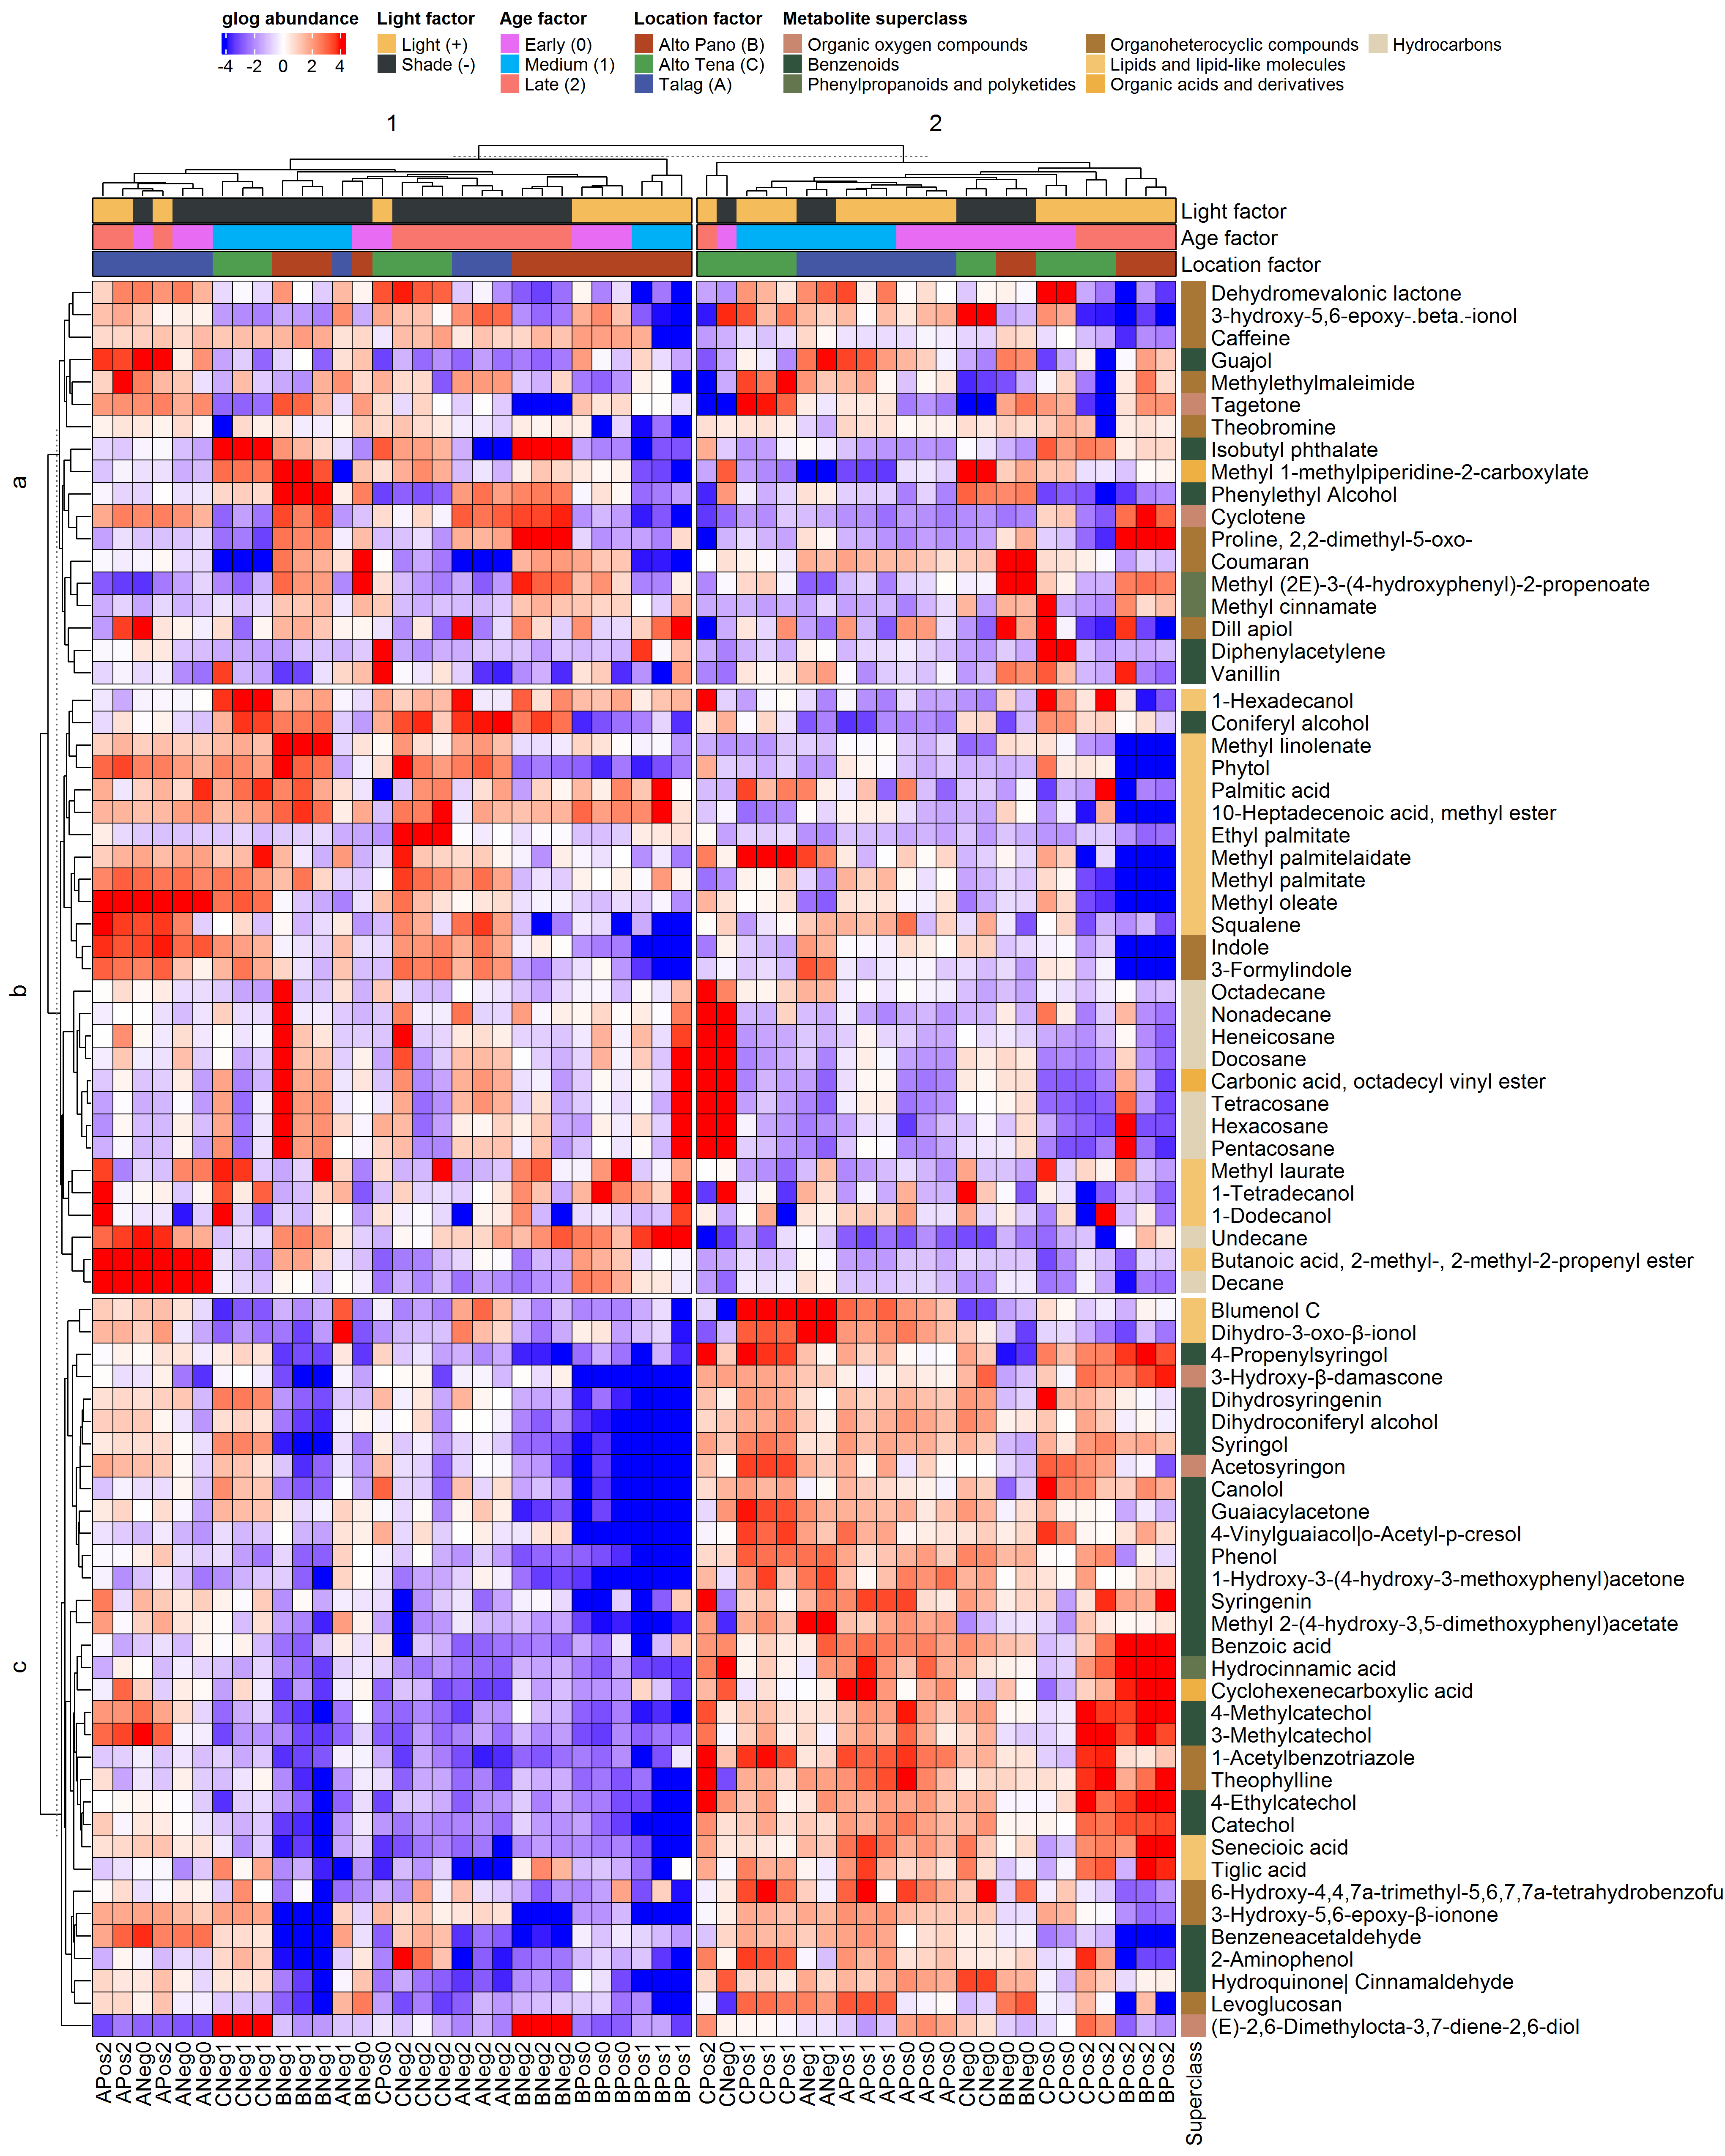 glog abundance
-4 -2 0 2 4
Light factor
Light (+)
Shade (-)
Age factor
Early (0)
Medium (1)
Late (2)
Location factor
Alto Pano (B)
Alto Tena (C)
Talag (A)
Metabolite superclass
Organic oxygen compounds
Benzenoids
Phenylpropanoids and polyketides
Organoheterocyclic compounds
Lipids and lipid-like molecules
Organic acids and derivatives
Hydrocarbons
1
2
Light factor
Age factor
Location factor
a
Dehydromevalonic lactone
3-hydroxy-5,6-epoxy-.beta.-ionol
Caffeine
Guajol
Methylethylmaleimide
Tagetone
Theobromine
Isobutyl phthalate
Methyl 1-methylpiperidine-2-carboxylate
Phenylethyl Alcohol
Cyclotene
Proline, 2,2-dimethyl-5-oxo-
Coumaran
Methyl (2E)-3-(4-hydroxyphenyl)-2-propenoate
Methyl cinnamate
Dill apiol
Diphenylacetylene
Vanillin
b
1-Hexadecanol
Coniferyl alcohol
Methyl linolenate
Phytol
Palmitic acid
10-Heptadecenoic acid, methyl ester
Ethyl palmitate
Methyl palmitelaidate
Methyl palmitate
Methyl oleate
Squalene
Indole
3-Formylindole
Octadecane
Nonadecane
Heneicosane
Docosane
Carbonic acid, octadecyl vinyl ester
Tetracosane
Hexacosane
Pentacosane
Methyl laurate
1-Tetradecanol
1-Dodecanol
Undecane
Butanoic acid, 2-methyl-, 2-methyl-2-propenyl ester
Decane
c
Blumenol C
Dihydro-3-oxo-β-ionol
4-Propenylsyringol
3-Hydroxy-β-damascone
Dihydrosyringenin
Dihydroconiferyl alcohol
Syringol
Acetosyringon
Canolol
Guaiacylacetone
4-Vinylguaiacol|o-Acetyl-p-cresol
Phenol
1-Hydroxy-3-(4-hydroxy-3-methoxyphenyl)acetone
Syringenin
Methyl 2-(4-hydroxy-3,5-dimethoxyphenyl)acetate
Benzoic acid
Hydrocinnamic acid
Cyclohexenecarboxylic acid
4-Methylcatechol
3-Methylcatechol
1-Acetylbenzotriazole
Theophylline
4-Ethylcatechol
Catechol
Senecioic acid
Tiglic acid
6-Hydroxy-4,4,7a-trimethyl-5,6,7,7a-tetrahydrobenzofu
3-Hydroxy-5,6-epoxy-β-ionone
Benzeneacetaldehyde
2-Aminophenol
Hydroquinone| Cinnamaldehyde
Levoglucosan
(E)-2,6-Dimethylocta-3,7-diene-2,6-diol
APos2 APos2 ANeg0 APos2 ANeg0 ANeg0 CNeg1 CNeg1 CNeg1 BNeg1 BNeg1 BNeg1 ANeg1 BNeg0 CPos0 CNeg2 CNeg2 CNeg2 ANeg2 ANeg2 ANeg2 BNeg2 BNeg2 BNeg2 BPos0 BPos0 BPos0 BPos1 BPos1 BPos1
CPos2 CNeg0 CPos1 CPos1 CPos1 ANeg1 ANeg1 APos1 APos1 APos1 APos0 APos0 APos0 CNeg0 CNeg0 BNeg0 BNeg0 CPos0 CPos0 CPos2 CPos2 BPos2 BPos2 BPos2
Superclass